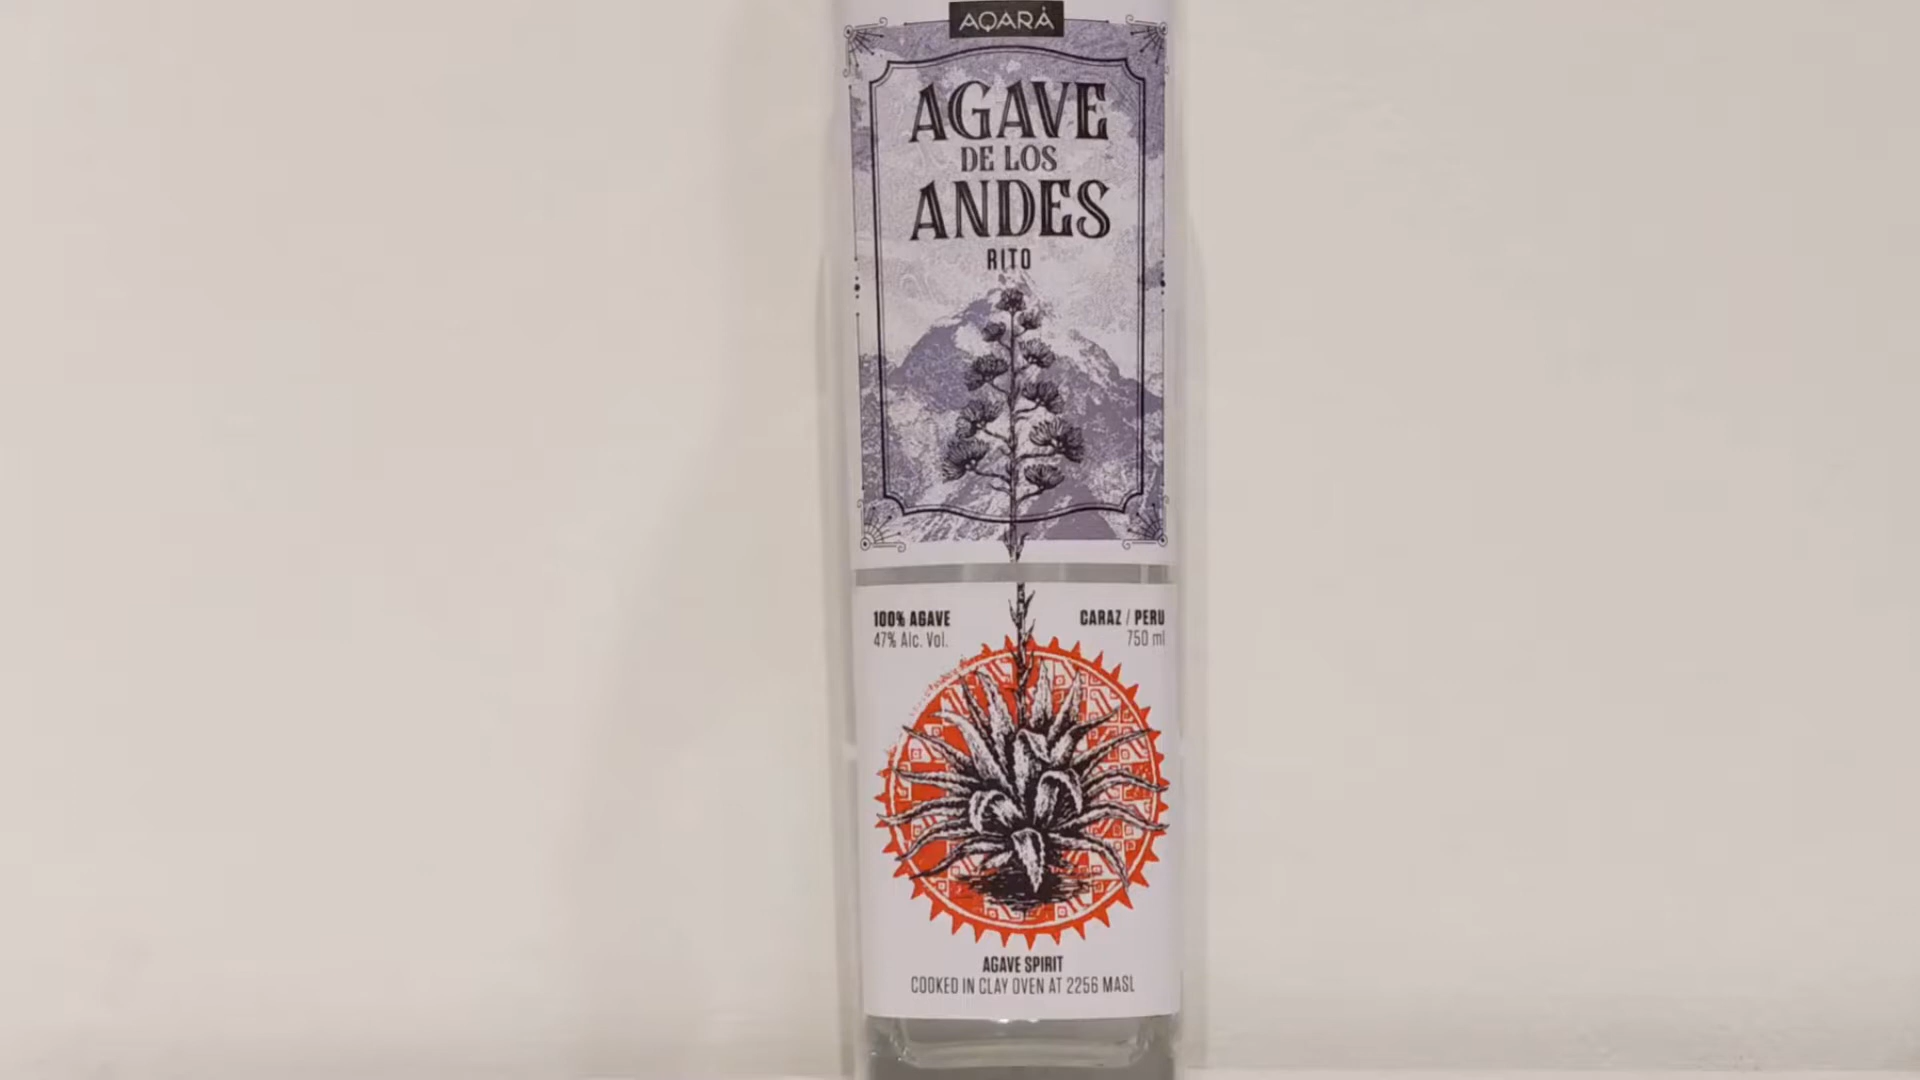 AQARÁ
AGAVE
DE LOS
ANDES
RITO
100% AGAVE
47% Alc. Vol.
CARAZ / PERU
750 ml
AGAVE SPIRIT
COOKED IN CLAY OVEN AT 2256 MASL